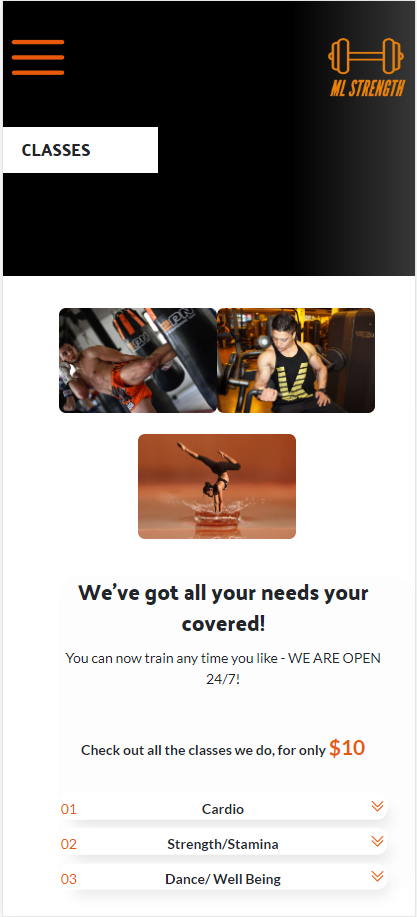 ML STRENGTH
CLASSES
We've got all your needs your
covered!
You can now train any time you like - WE ARE OPEN
24/7!
Check out all the classes we do, for only $10
01 Cardio
02 Strength/Stamina
03 Dance/ Well Being